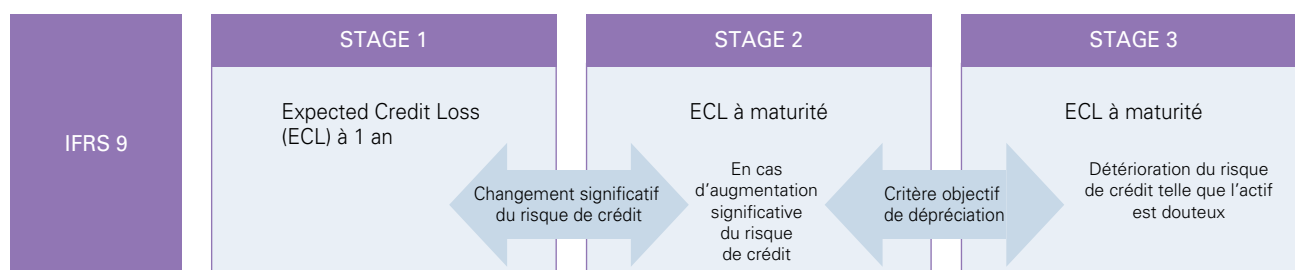 IFRS 9
STAGE 1
Expected Credit Loss
(ECL) à 1 an
Changement significatif
du risque de crédit
STAGE 2
ECL à maturité
En cas
d'augmentation
significative
du risque
de crédit
Critère objectif
de dépréciation
STAGE 3
ECL à maturité
Détérioration du risque
de crédit telle que l'actif
est douteux